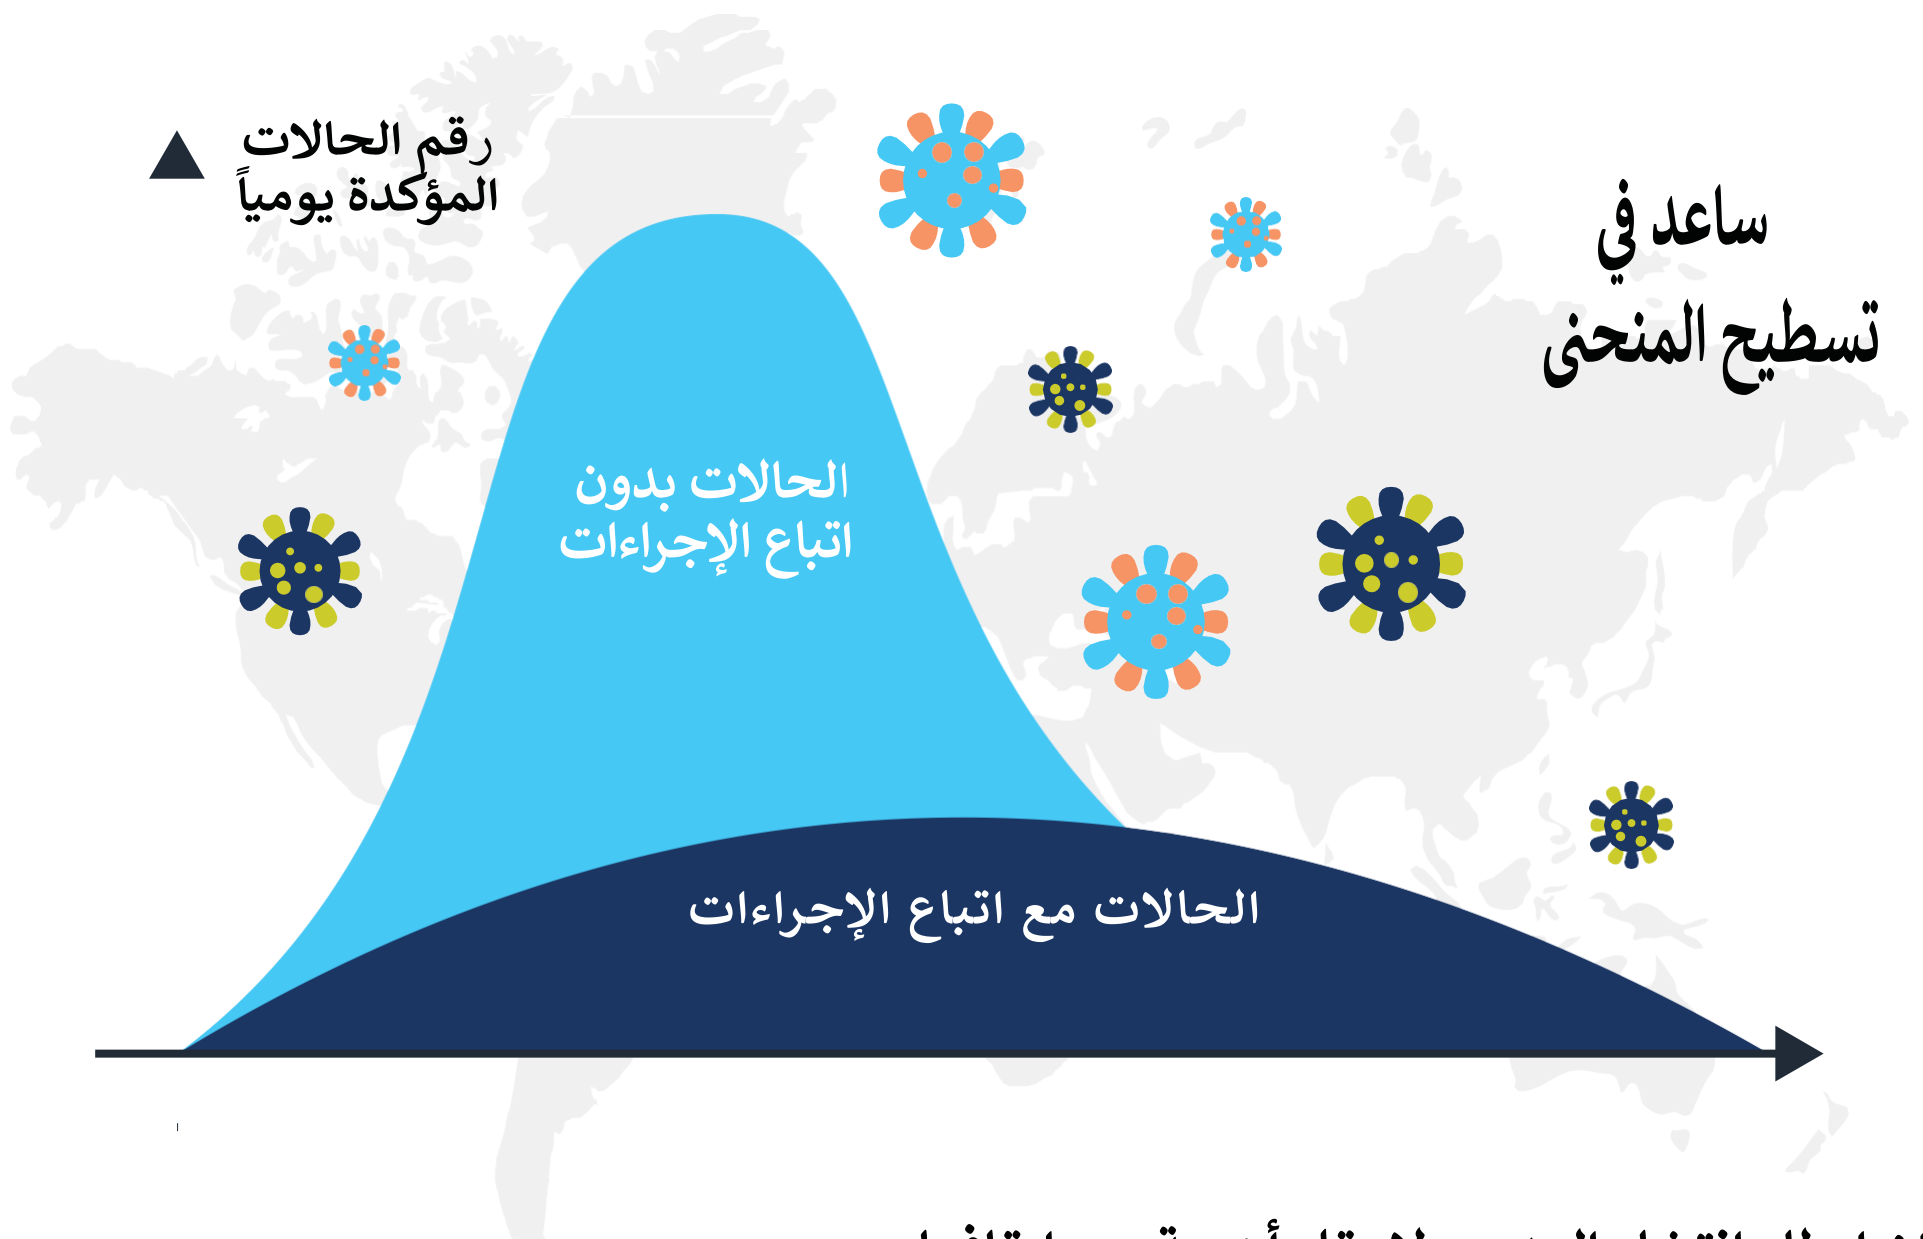 رقم الحالات
المؤكدة يومياً
ساعد في
تسطيح المنحنى
الحالات بدون
اتباع الإجراءات
الحالات مع اتباع الإجراءات